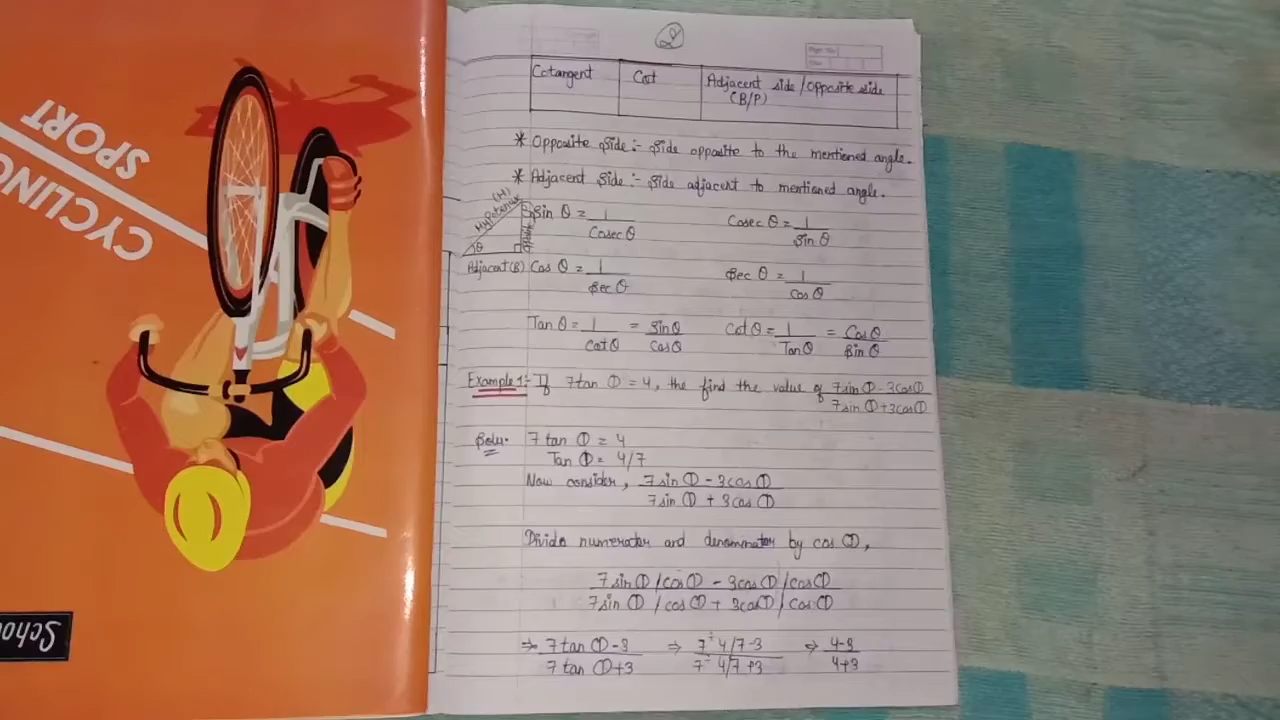 CYCLING
SPORT
Scho
2
Cotangent Cot Adjacent side/opposite side
(B/P)
* Opposite Side:- Side opposite to the mentioned angle.
* Adjacent Side:- Side adjacent to mentioned angle.
(H)
Hypotenuse
θ
Adjacent (B)
Sin θ = 1/Cosec θ Cosec θ = 1/Sin θ
Cos θ = 1/Sec θ Sec θ = 1/Cos θ
Tan θ = 1/Cot θ = Sin θ/Cos θ Cot θ = 1/Tan θ = Cos θ/Sin θ
Example 1:- If 7tan Φ = 4, the find the value of 7sin Φ - 3cos Φ/7sin Φ + 3cos Φ
Solu. 7 tan Φ = 4
Tan Φ = 4/7
Now consider, 7sin Φ - 3cos Φ/7sin Φ + 3cos Φ
Divide numerator and denominator by cos Φ,
7sin Φ/cos Φ - 3cos Φ/cos Φ
7sin Φ/cos Φ + 3cos Φ/cos Φ
⇒ 7 tan Φ - 3 ⇒ 7 * 4/7 - 3 ⇒ 4-3
7 tan Φ + 3 7 * 4/7 + 3 4+3